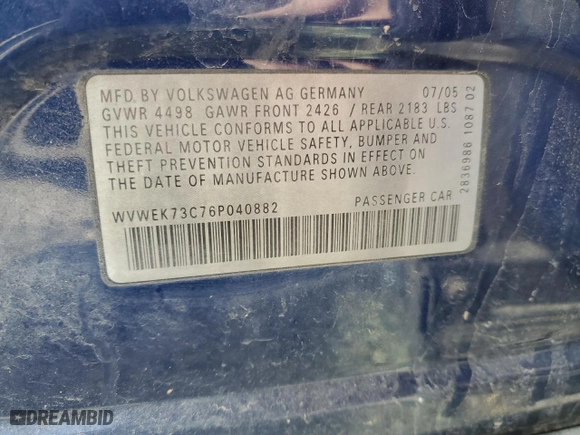 MFD. BY VOLKSWAGEN AG GERMANY 07/05
GVWR 4498 GAWR FRONT 2426 / REAR 2183 LBS
THIS VEHICLE CONFORMS TO ALL APPLICABLE U.S.
FEDERAL MOTOR VEHICLE SAFETY, BUMPER AND
THEFT PREVENTION STANDARDS IN EFFECT ON
THE DATE OF MANUFACTURE SHOWN ABOVE.
WVWEK73C76P040882 PASSENGER CAR
2836986 1087 02
DREAMBID